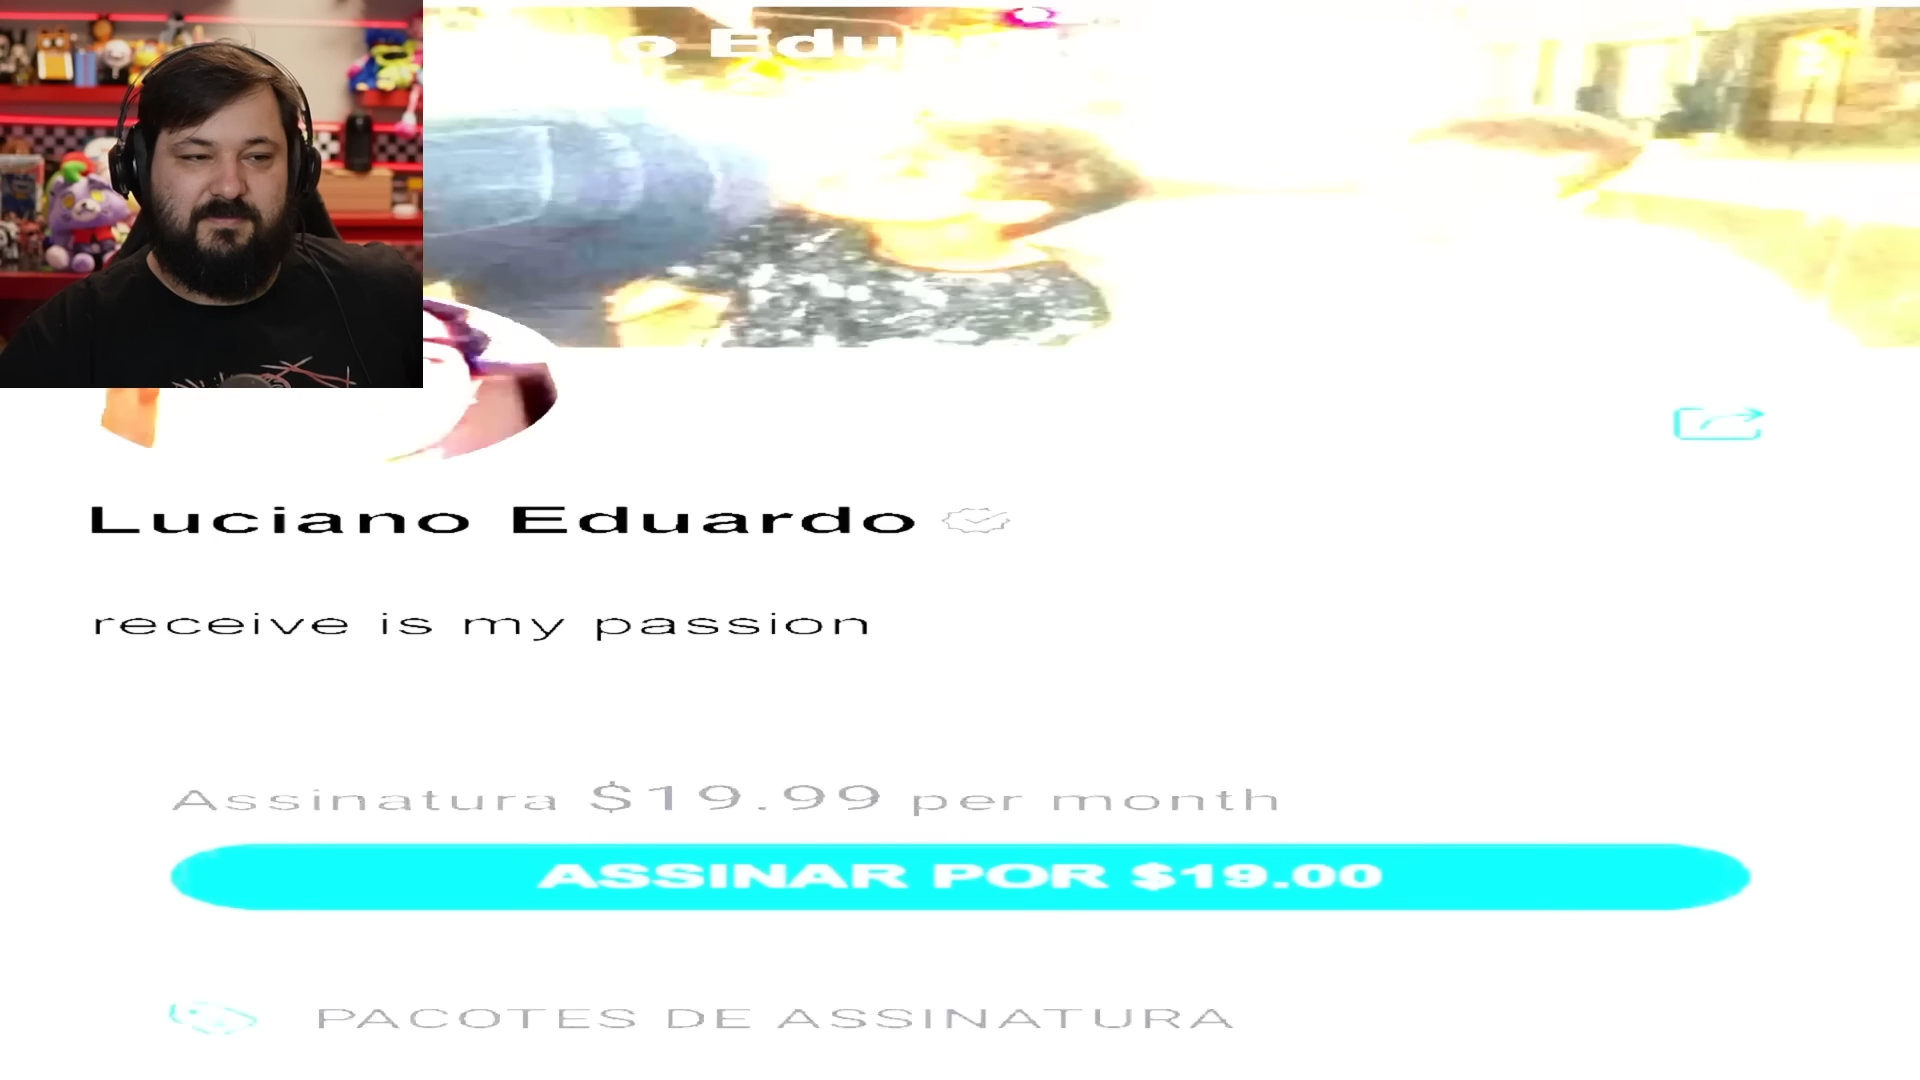 Luciano Eduardo
receive is my passion
Assinatura $19.99 per month
ASSINAR POR $19.00
PACOTES DE ASSINATURA